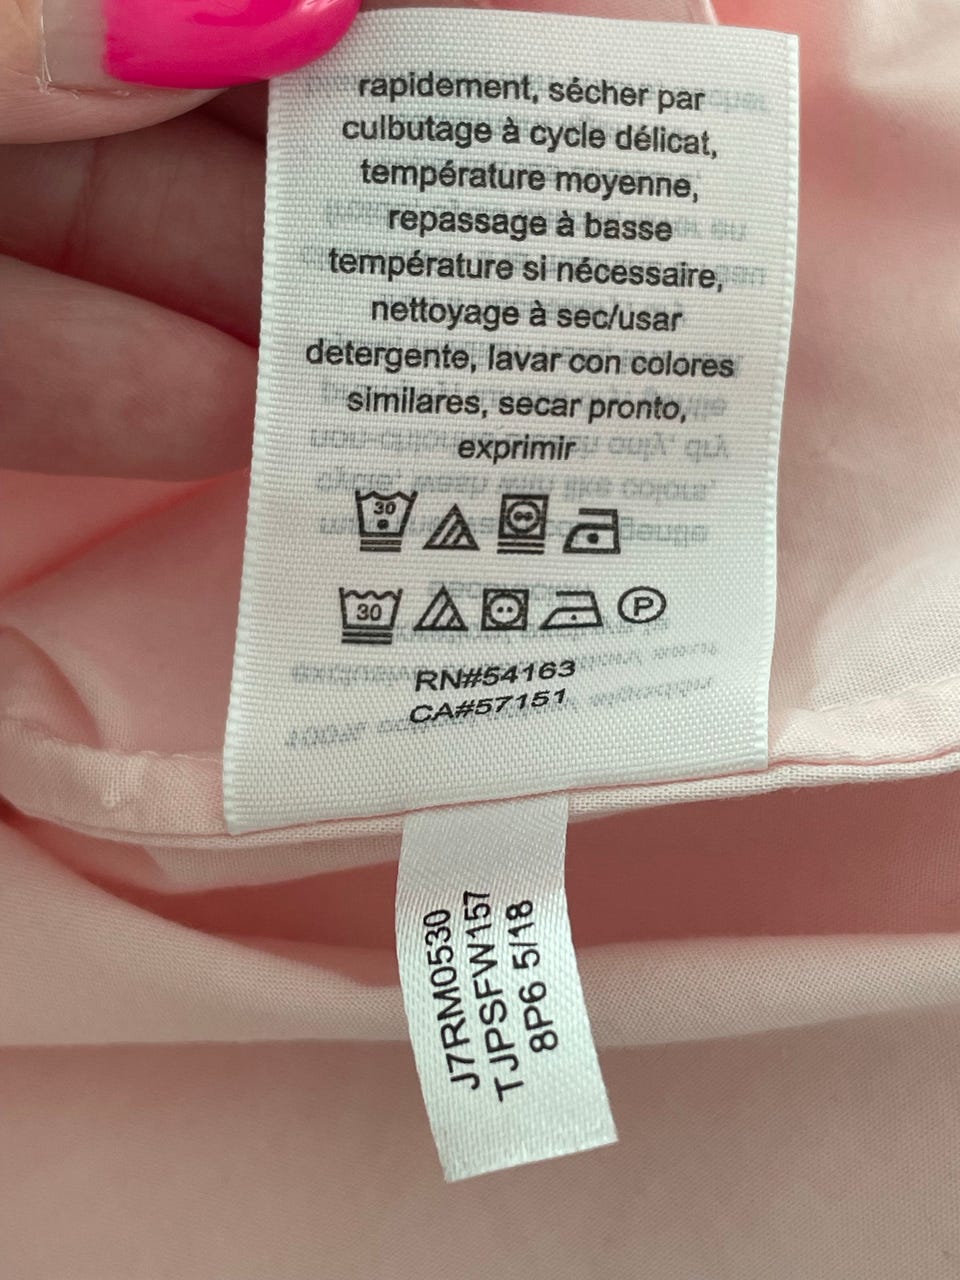 rapidement, sécher par
culbutage à cycle délicat,
température moyenne,
repassage à basse
température si nécessaire,
nettoyage à sec/usar
detergente, lavar con colores
similares, secar pronto,
exprimir
30
30 P
RN#54163
CA#57151
J7RM0530
TJPSFW157
8P6 5/18